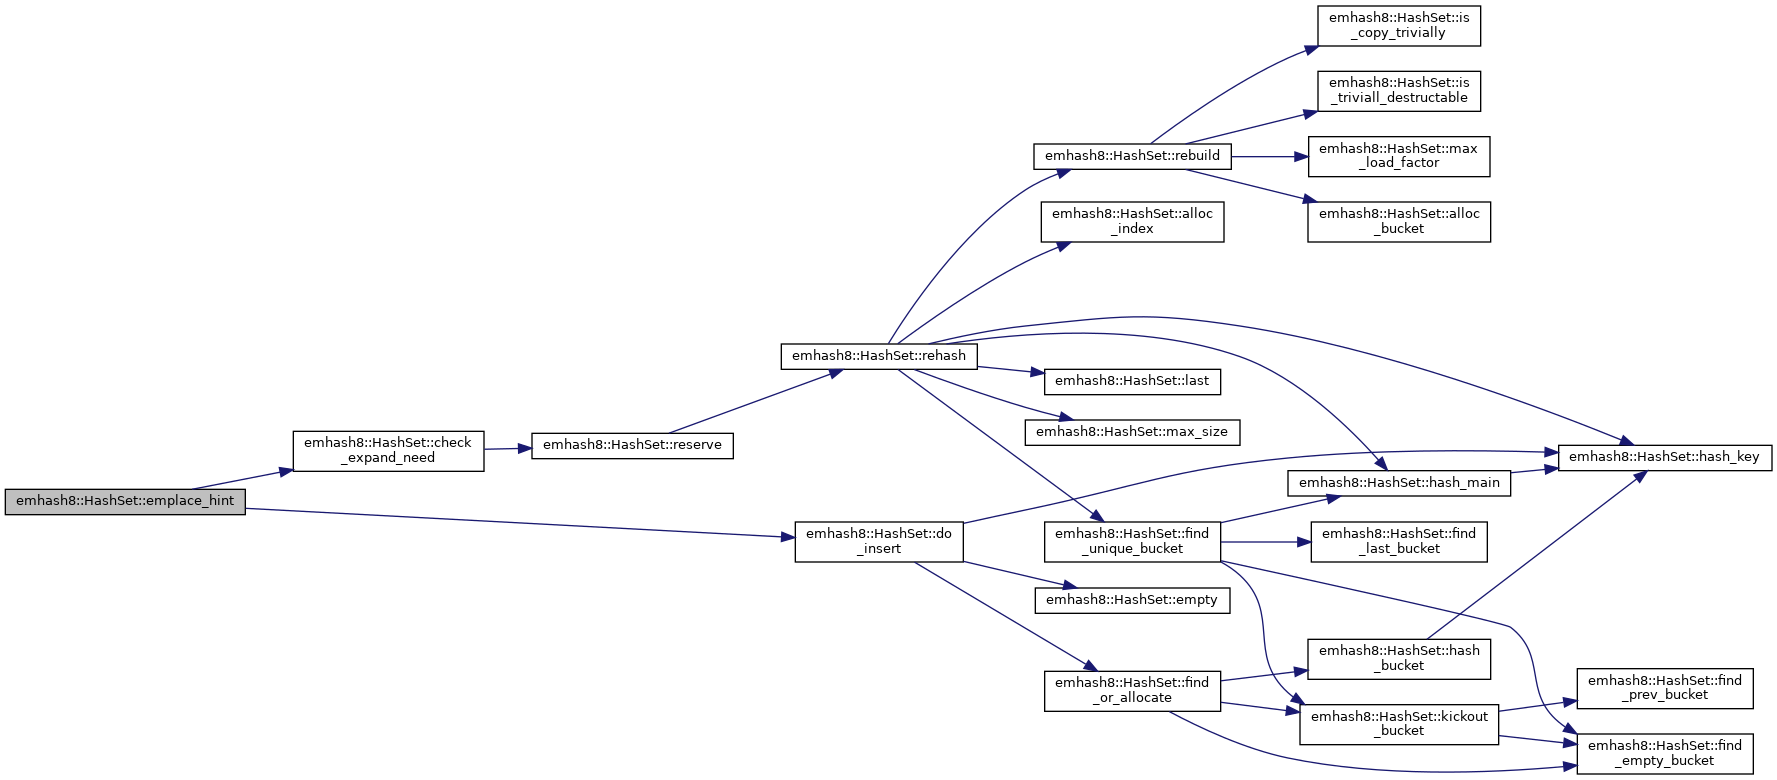 emhash8::HashSet::is
_copy_trivially
emhash8::HashSet::is
_triviall_destructable
emhash8::HashSet::rebuild
emhash8::HashSet::max
_load_factor
emhash8::HashSet::alloc
_index
emhash8::HashSet::alloc
_bucket
emhash8::HashSet::rehash
emhash8::HashSet::last
emhash8::HashSet::max_size
emhash8::HashSet::check
_expand_need
emhash8::HashSet::reserve
emhash8::HashSet::hash_key
emhash8::HashSet::hash_main
emhash8::HashSet::emplace_hint
emhash8::HashSet::do
_insert
emhash8::HashSet::find
_unique_bucket
emhash8::HashSet::find
_last_bucket
emhash8::HashSet::empty
emhash8::HashSet::hash
_bucket
emhash8::HashSet::find
_or_allocate
emhash8::HashSet::find
_prev_bucket
emhash8::HashSet::kickout
_bucket
emhash8::HashSet::find
_empty_bucket